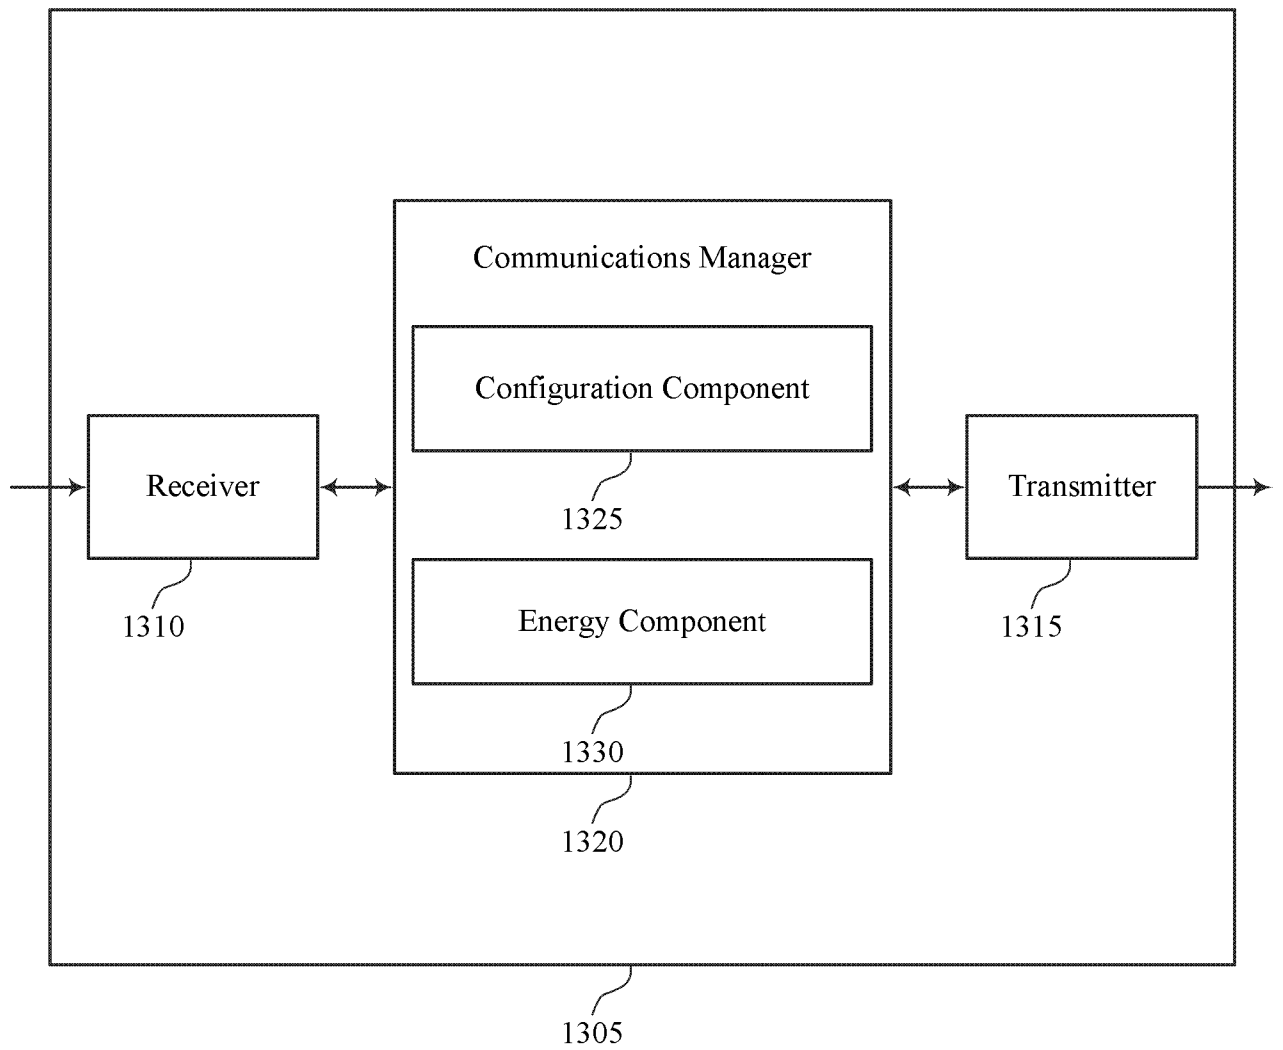 Communications Manager
Configuration Component
1325
Receiver
1310
Transmitter
1315
Energy Component
1330
1320
1305